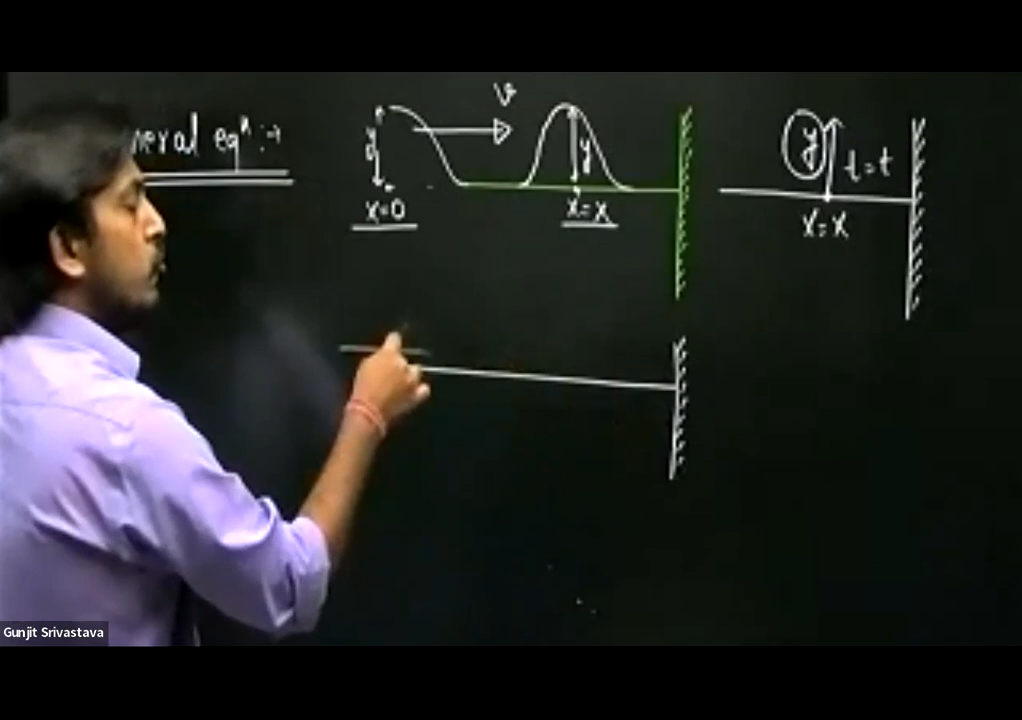 neral eqⁿ :→
v
y
x=0
y
x=x
y
t=t
x=x
Gunjit Srivastava